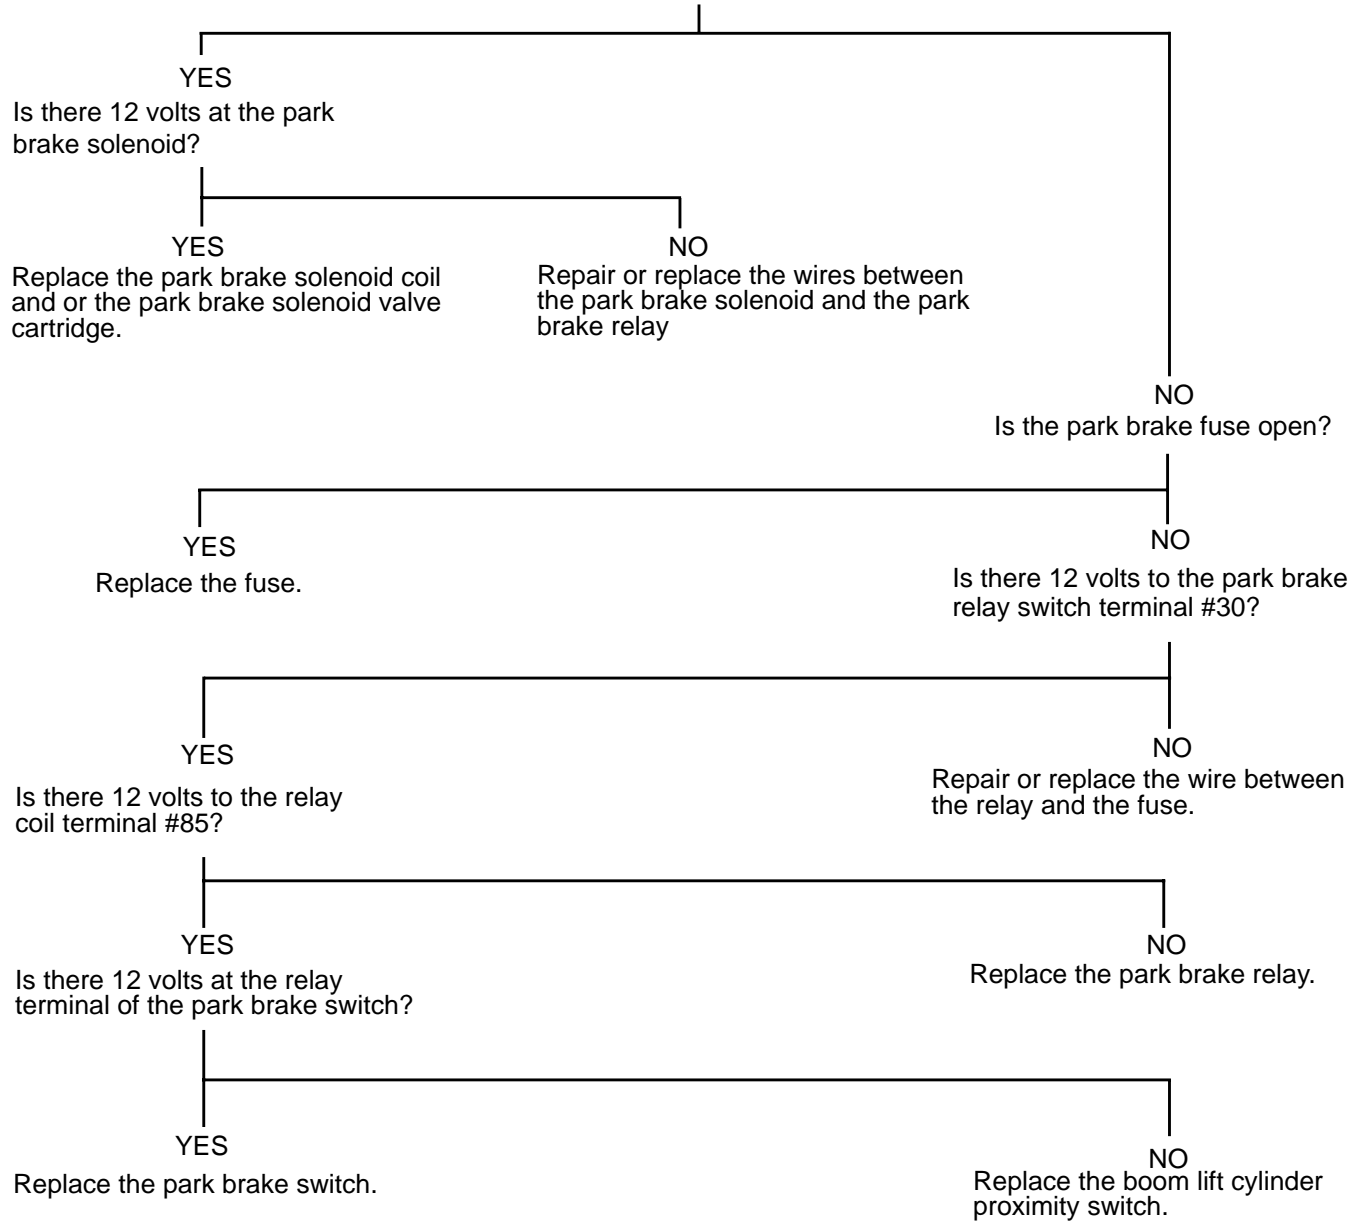 YES
Is there 12 volts at the park
brake solenoid?
YES
Replace the park brake solenoid coil
and or the park brake solenoid valve
cartridge.
NO
Repair or replace the wires between
the park brake solenoid and the park
brake relay
NO
Is the park brake fuse open?
YES
Replace the fuse.
NO
Is there 12 volts to the park brake
relay switch terminal #30?
YES
Is there 12 volts to the relay
coil terminal #85?
NO
Repair or replace the wire between
the relay and the fuse.
YES
Is there 12 volts at the relay
terminal of the park brake switch?
NO
Replace the park brake relay.
YES
Replace the park brake switch.
NO
Replace the boom lift cylinder
proximity switch.